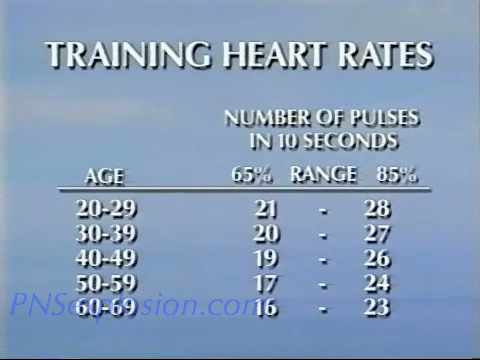 TRAINING HEART RATES
NUMBER OF PULSES
IN 10 SECONDS
AGE 65% RANGE 85%
20-29 21 - 28
30-39 20 - 27
40-49 19 - 26
50-59 17 - 24
PNSexplosion.com
60-69 16 - 23